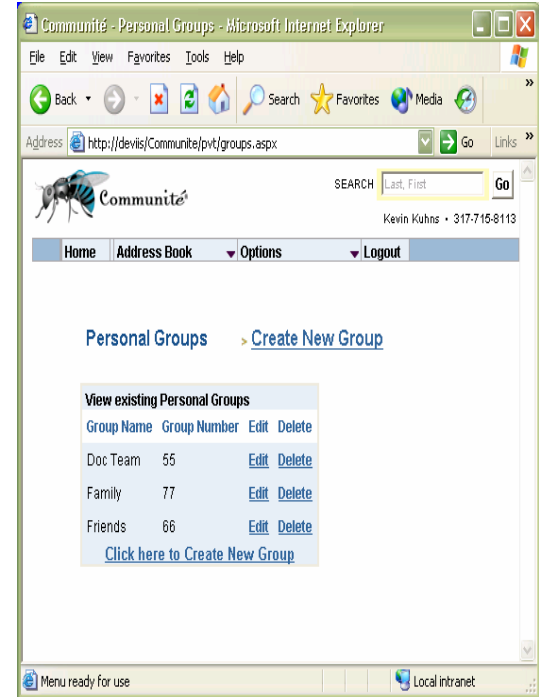 Communité - Personal Groups - Microsoft Internet Explorer
File Edit View Favorites Tools Help
Back Search Favorites Media »
Address http://deviis/Communite/pvt/groups.aspx Go Links »
Communité SEARCH Last, First Go
Kevin Kuhns • 317-715-8113
Home Address Book Options Logout
Personal Groups > Create New Group
View existing Personal Groups
Group Name Group Number Edit Delete
Doc Team 55 Edit Delete
Family 77 Edit Delete
Friends 66 Edit Delete
Click here to Create New Group
Menu ready for use Local intranet